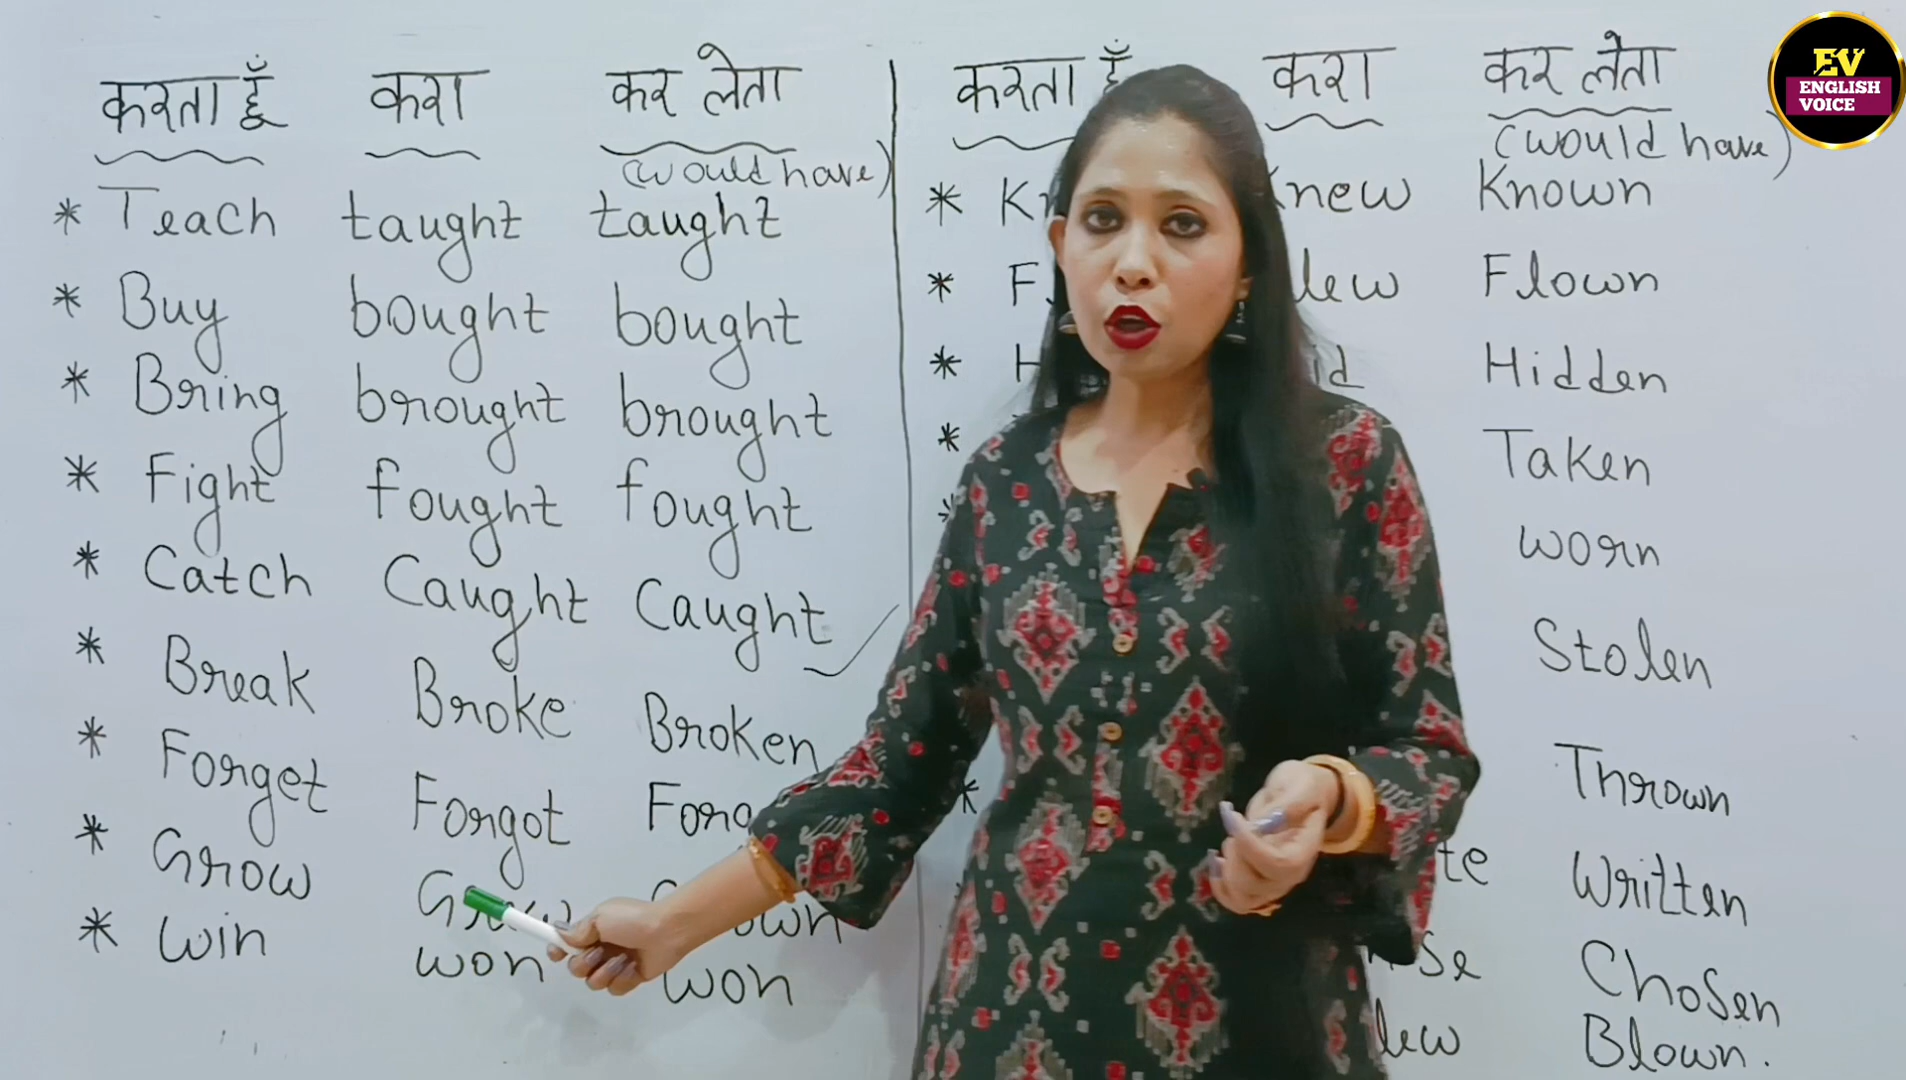 करता हूँ करा कर लेता
(would have)
* Teach taught taught
* Buy bought bought
* Bring brought brought
* Fight fought fought
* Catch Caught Caught
* Break Broke Broken
* Forget Forgot
* Grow
* Win won won
करता हूँ करा कर लेता
(would have)
* Known
* Flown
* Hidden
* Taken
* Worn
Stolen
* Thrown
Written
Chosen
Blown.
EV
ENGLISH
VOICE